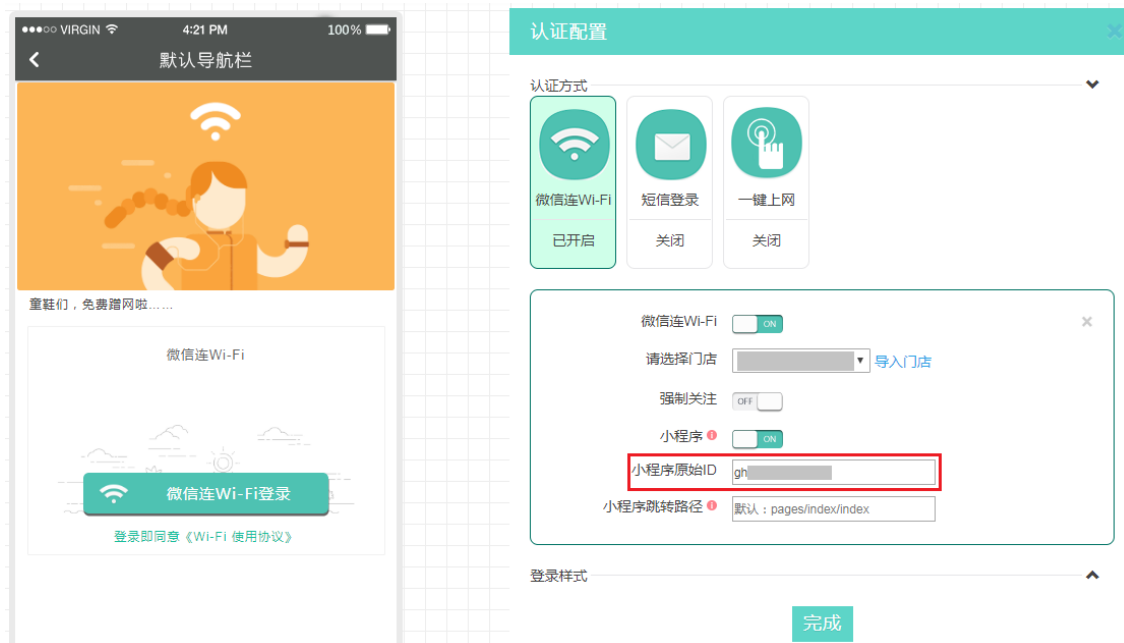 VIRGIN 4:21 PM 100%
默认导航栏
童鞋们，免费蹭网啦……
微信连Wi-Fi
微信连Wi-Fi登录
登录即同意《Wi-Fi 使用协议》
认证配置
认证方式
微信连Wi-Fi 短信登录 一键上网
已开启 关闭 关闭
微信连Wi-Fi ON
请选择门店 导入门店
强制关注 OFF
小程序 ON
小程序原始ID gh
小程序跳转路径 默认：pages/index/index
登录样式
完成